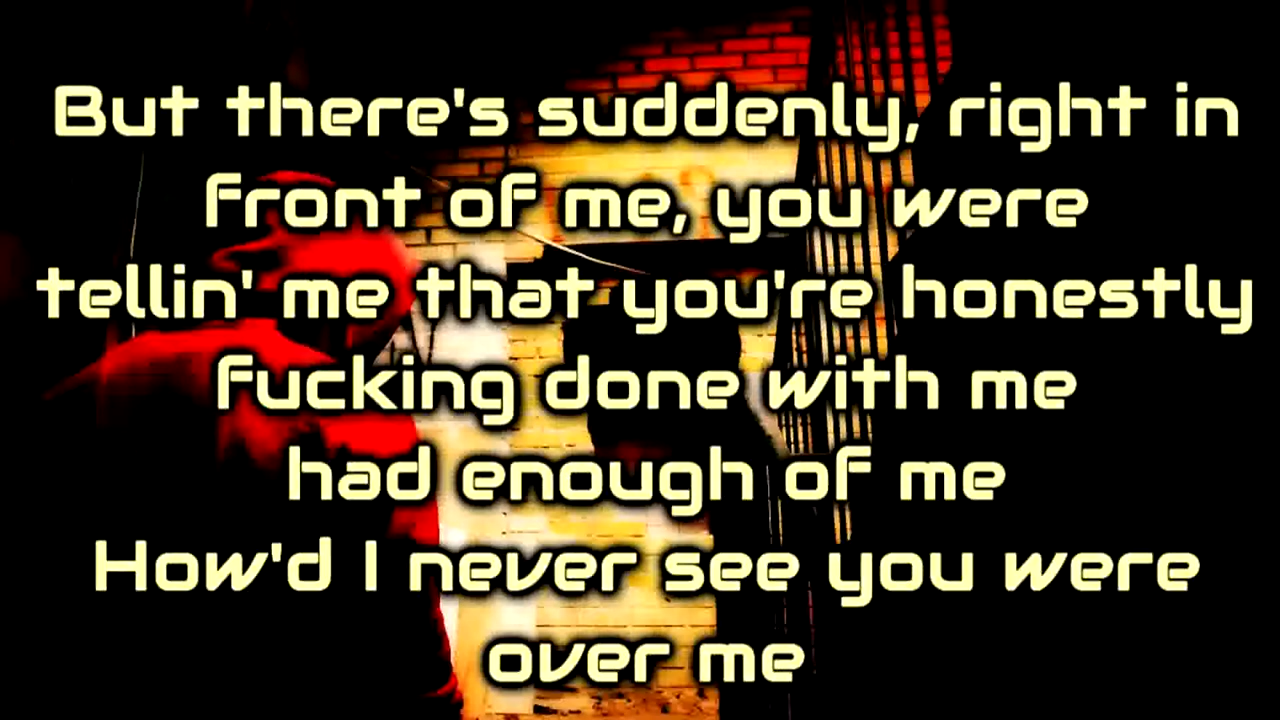 But there's suddenly, right in
front of me, you were
tellin' me that you're honestly
fucking done with me
had enough of me
How'd I never see you were
over me